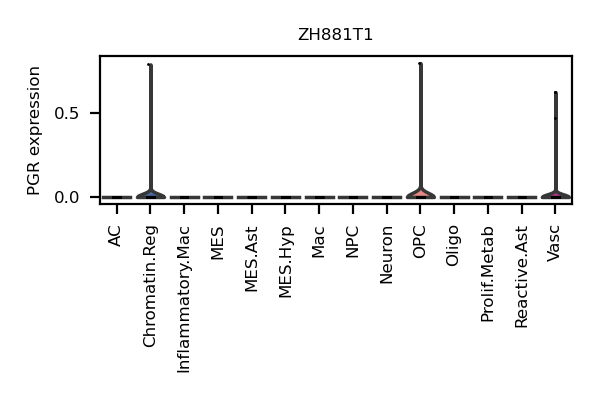 ZH881T1
PGR expression
0.5
0.0
AC
Chromatin.Reg
Inflammatory.Mac
MES
MES.Ast
MES.Hyp
Mac
NPC
Neuron
OPC
Oligo
Prolif.Metab
Reactive.Ast
Vasc